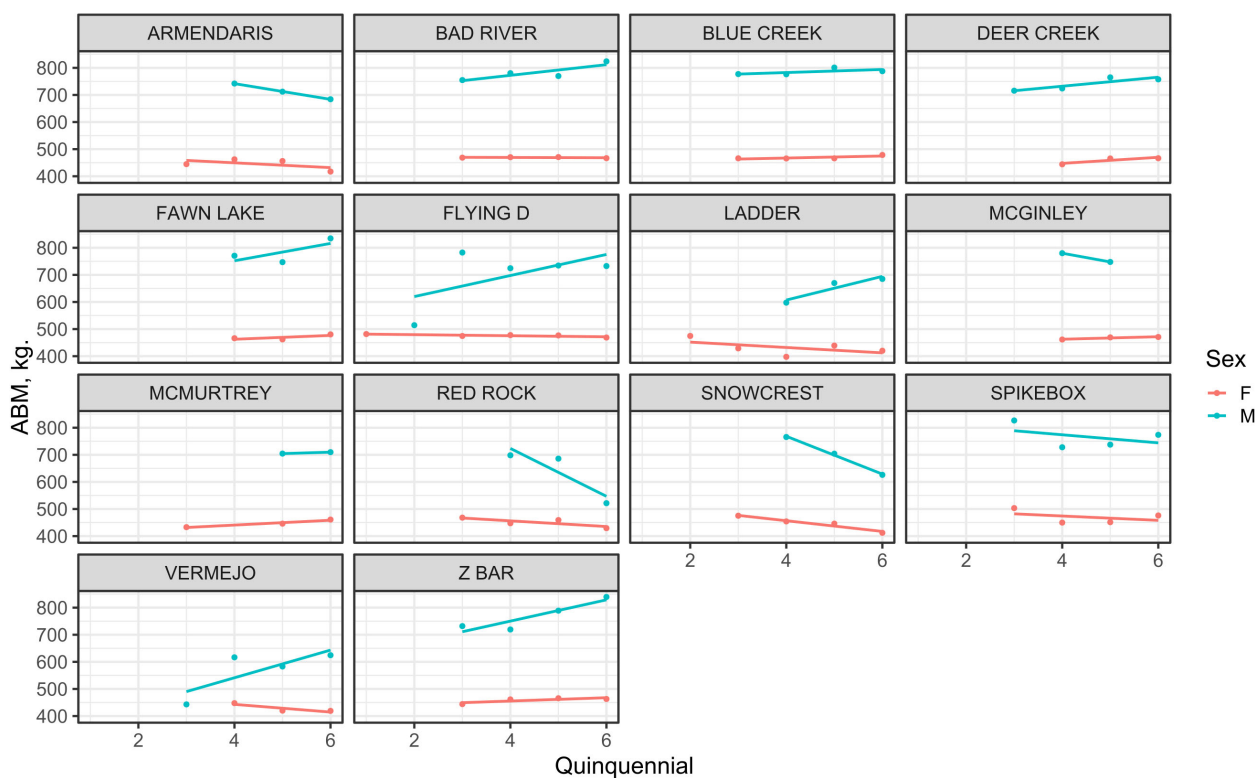 ARMENDARIS BAD RIVER BLUE CREEK DEER CREEK
800
700
600
500
400
FAWN LAKE FLYING D LADDER MCGINLEY
800
700
600
500
400
ABM, kg.
Sex
F
M
MCMURTREY RED ROCK SNOWCREST SPIKEBOX
800
700
600
500
400
2 4 6 2 4 6
VERMEJO Z BAR
800
700
600
500
400
2 4 6 2 4 6
Quinquennial